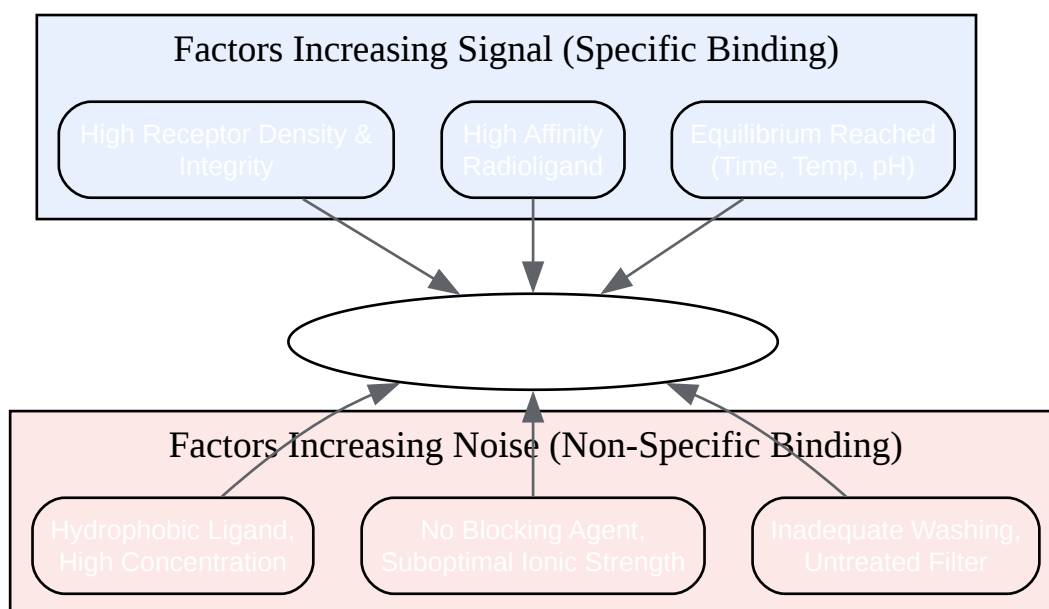 Factors Increasing Signal (Specific Binding)
High Receptor Density &
Integrity
High Affinity
Radioligand
Equilibrium Reached
(Time, Temp, pH)
Factors Increasing Noise (Non-Specific Binding)
Hydrophobic Ligand,
High Concentration
No Blocking Agent,
Suboptimal Ionic Strength
Inadequate Washing,
Untreated Filter